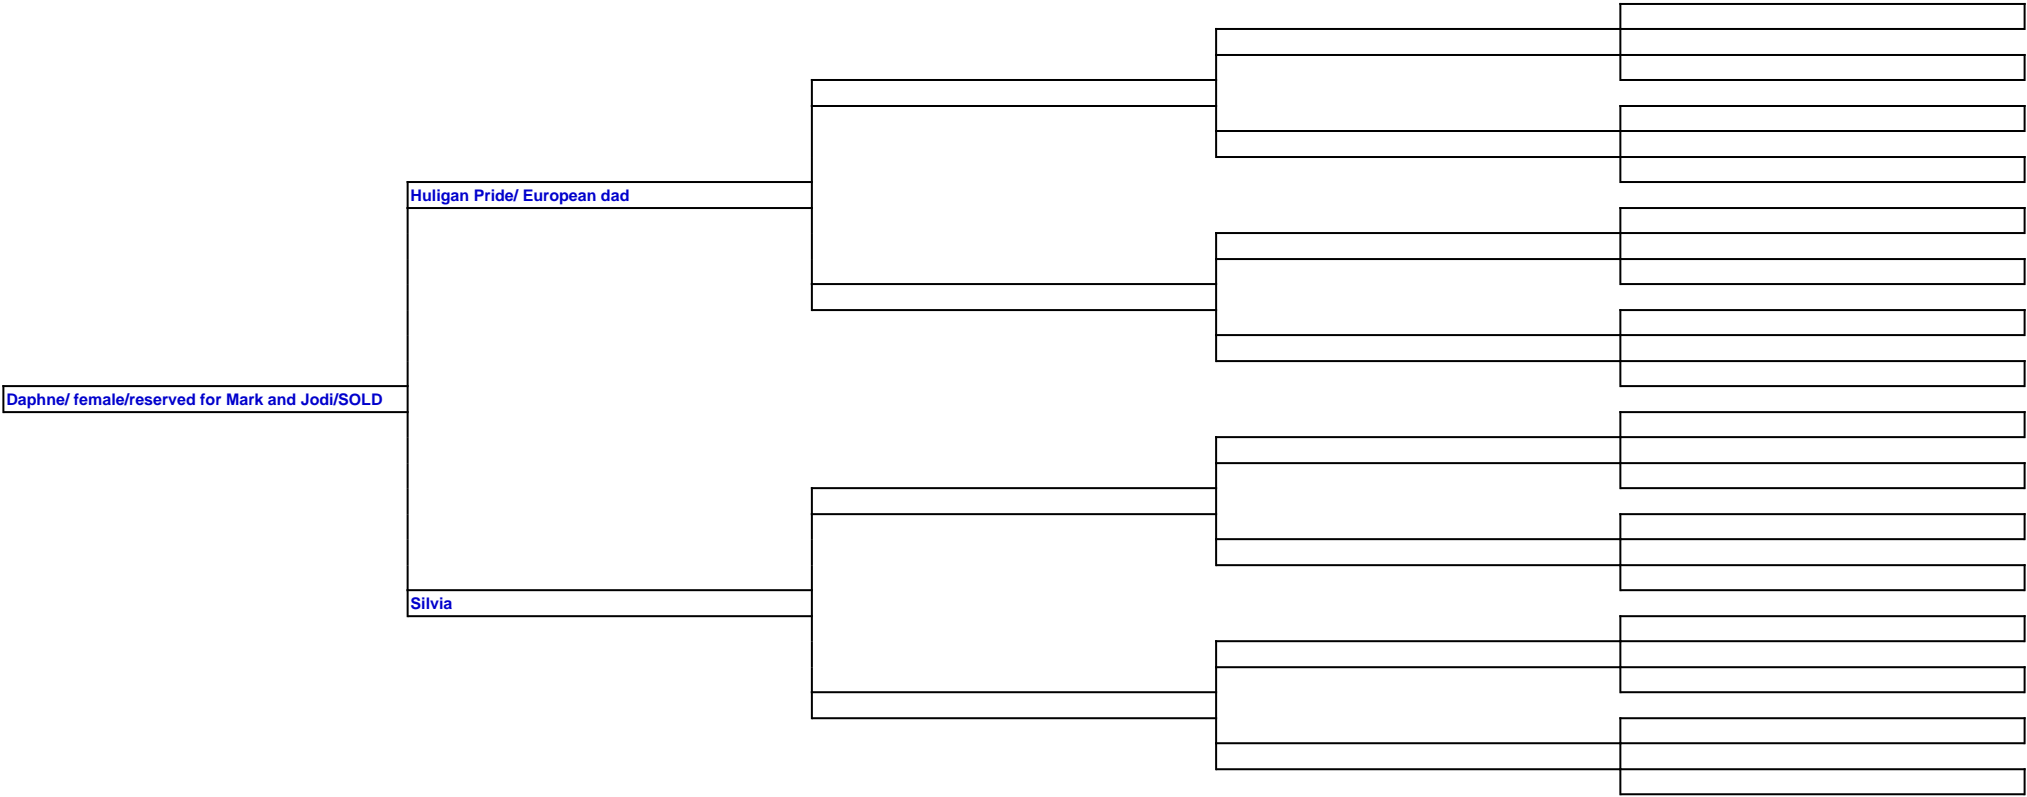 Huligan Pride/ European dad
Daphne/ female/reserved for Mark and Jodi/SOLD
Silvia